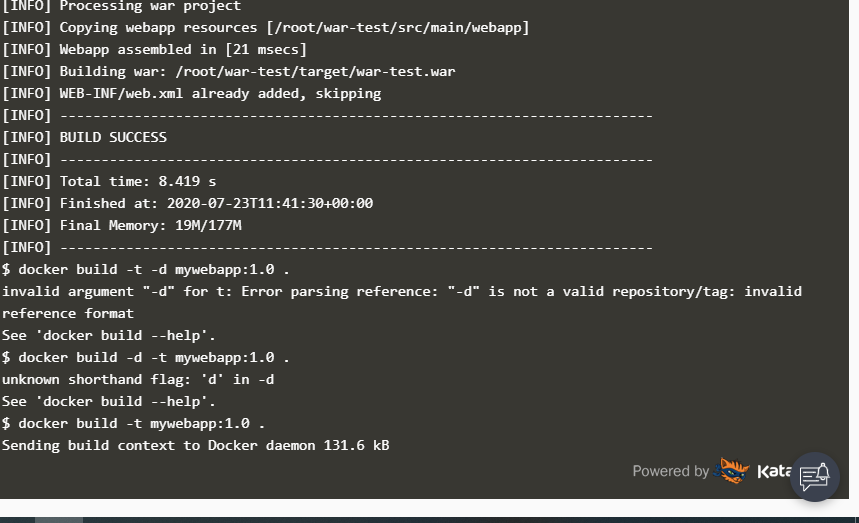 [INFO] Processing war project
[INFO] Copying webapp resources [/root/war-test/src/main/webapp]
[INFO] Webapp assembled in [21 msecs]
[INFO] Building war: /root/war-test/target/war-test.war
[INFO] WEB-INF/web.xml already added, skipping
[INFO] ------------------------------------------------------------------------
[INFO] BUILD SUCCESS
[INFO] ------------------------------------------------------------------------
[INFO] Total time: 8.419 s
[INFO] Finished at: 2020-07-23T11:41:30+00:00
[INFO] Final Memory: 19M/177M
[INFO] ------------------------------------------------------------------------
$ docker build -t -d mywebapp:1.0 .
invalid argument "-d" for t: Error parsing reference: "-d" is not a valid repository/tag: invalid
reference format
See 'docker build --help'.
$ docker build -d -t mywebapp:1.0 .
unknown shorthand flag: 'd' in -d
See 'docker build --help'.
$ docker build -t mywebapp:1.0 .
Sending build context to Docker daemon 131.6 kB
Powered by Kata